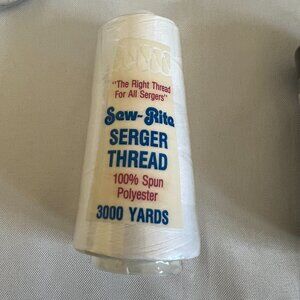 "The Right Thread
For All Sergers"
Sew-Rite
SERGER
THREAD
100% Spun
Polyester
3000 YARDS